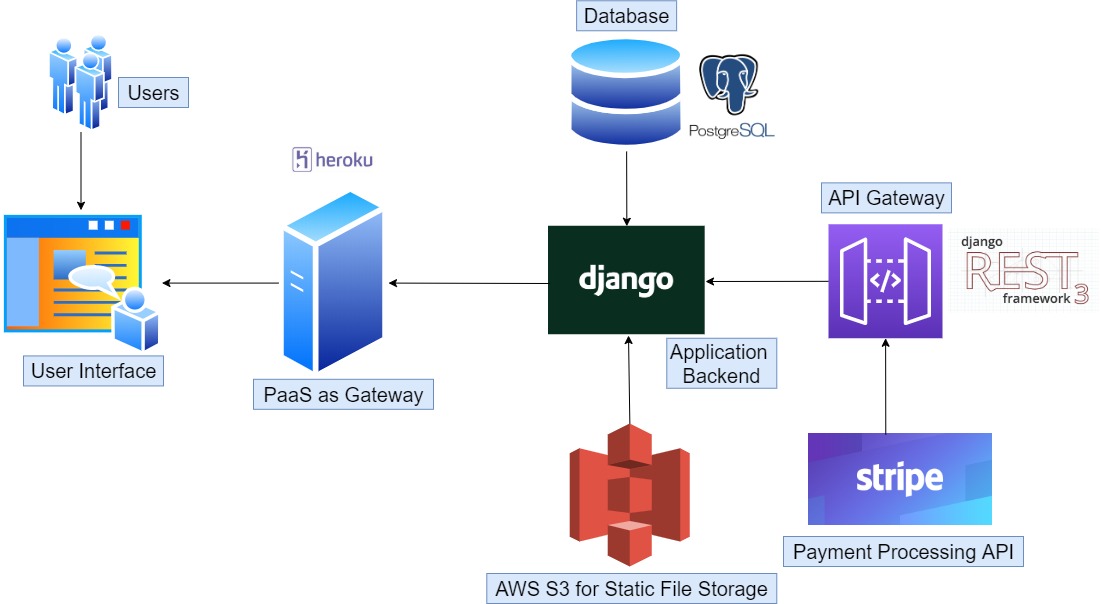 Database
Users
PostgreSQL
heroku
API Gateway
django
REST
framework 3
django
Application
Backend
User Interface
PaaS as Gateway
stripe
Payment Processing API
AWS S3 for Static File Storage